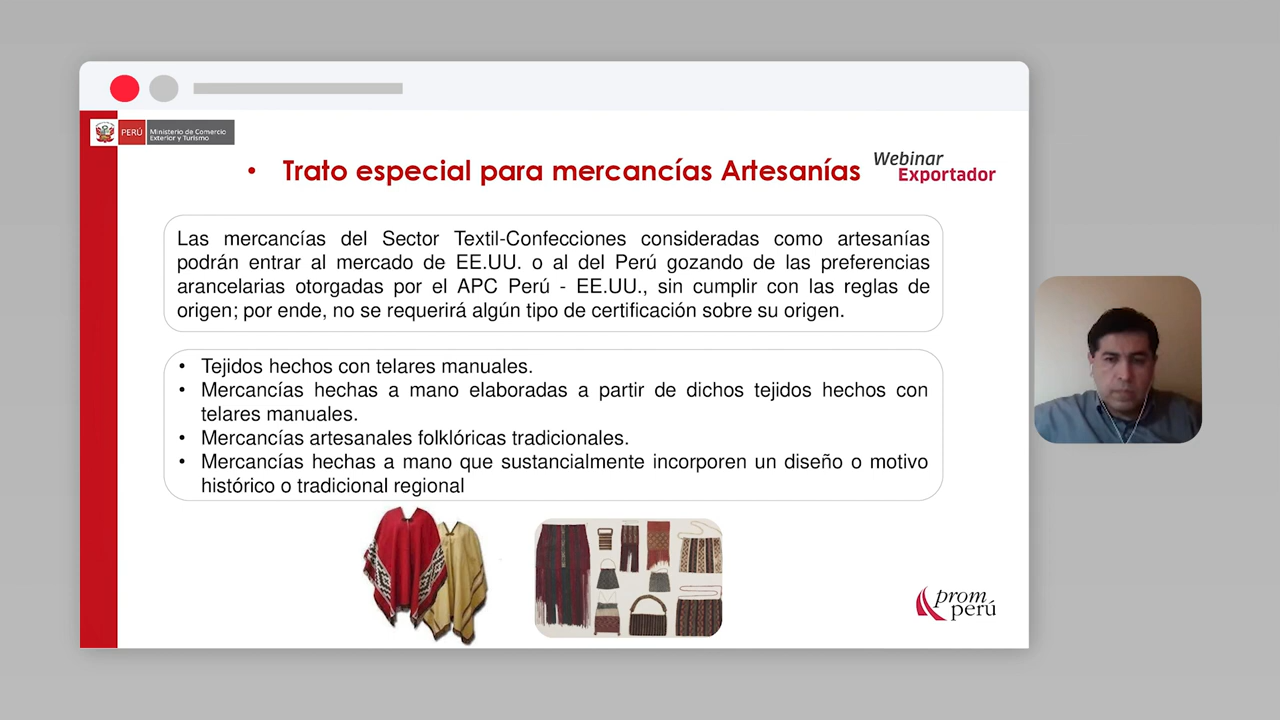 PERÚ
Ministerio de Comercio
Exterior y Turismo
• Trato especial para mercancías Artesanías
Webinar
Exportador
Las mercancías del Sector Textil-Confecciones consideradas como artesanías
podrán entrar al mercado de EE.UU. o al del Perú gozando de las preferencias
arancelarias otorgadas por el APC Perú - EE.UU., sin cumplir con las reglas de
origen; por ende, no se requerirá algún tipo de certificación sobre su origen.
• Tejidos hechos con telares manuales.
• Mercancías hechas a mano elaboradas a partir de dichos tejidos hechos con
telares manuales.
• Mercancías artesanales folklóricas tradicionales.
• Mercancías hechas a mano que sustancialmente incorporen un diseño o motivo
histórico o tradicional regional
prom
perú